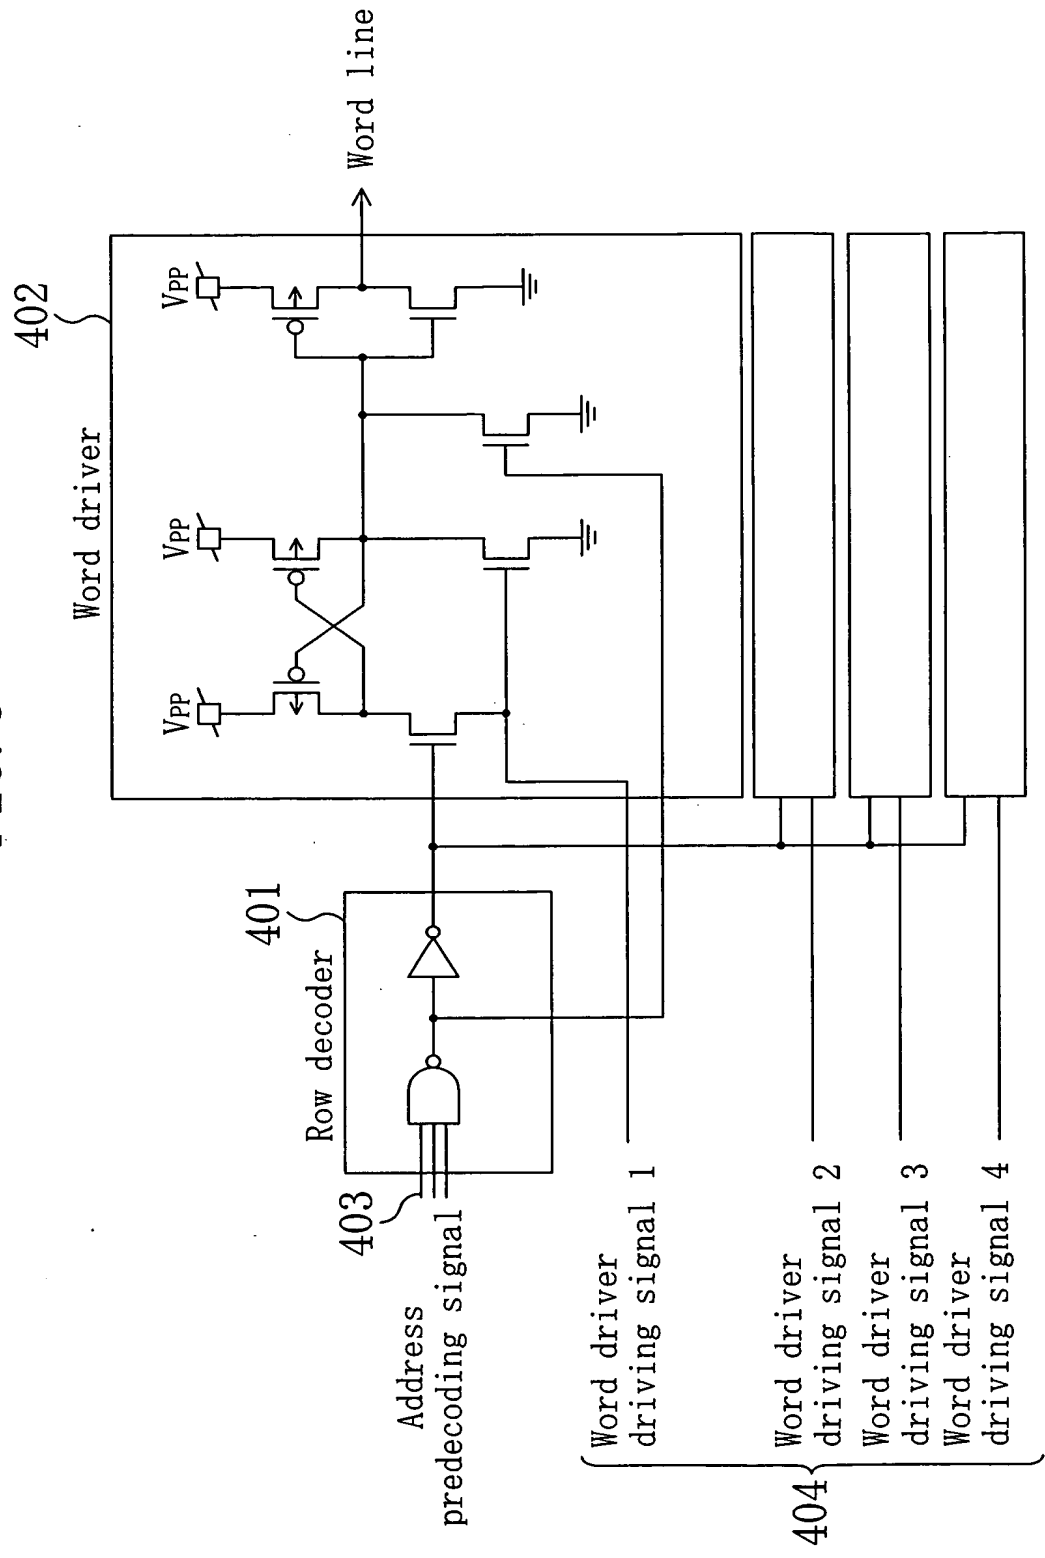 402
Word driver
VPP
VPP
VPP
Word line
401
Row decoder
403
Address
predecoding signal
Word driver
driving signal 1
Word driver
driving signal 2
Word driver
driving signal 3
Word driver
driving signal 4
404